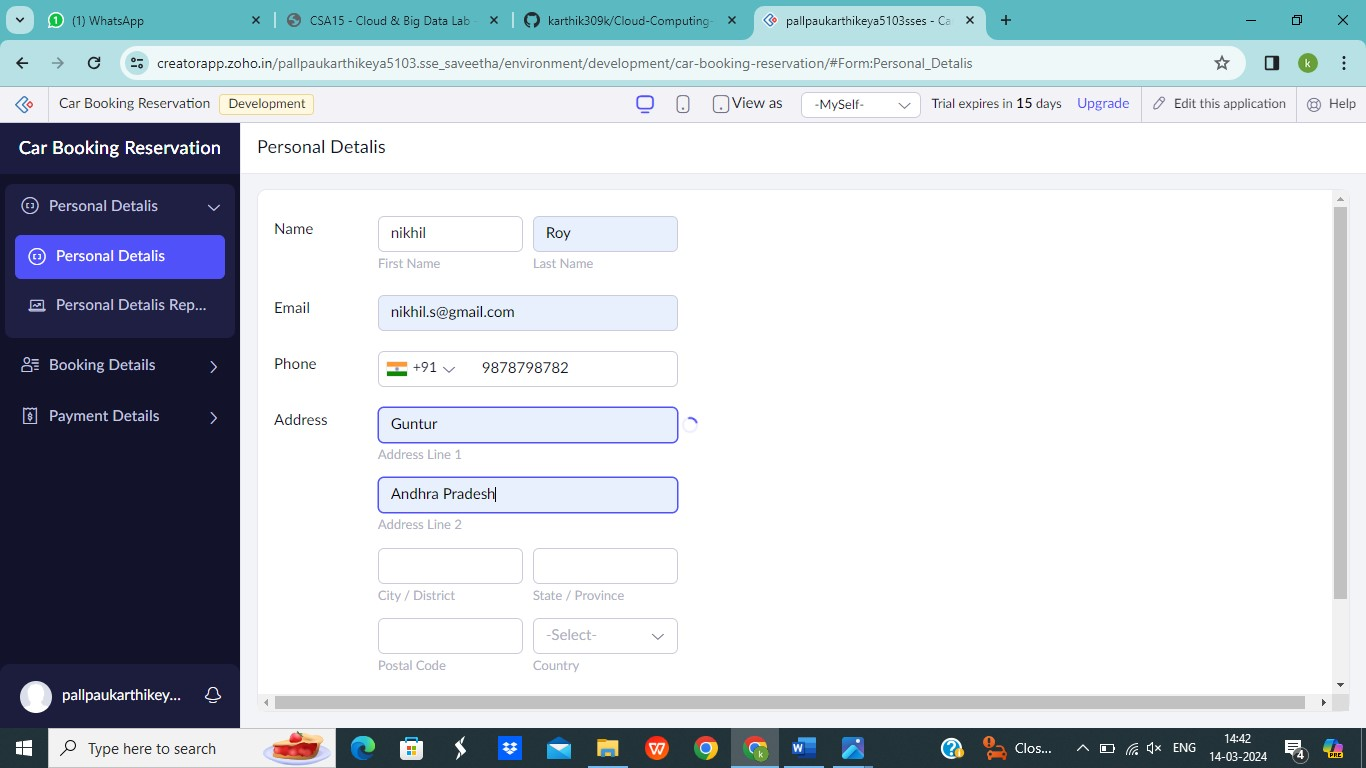 (1) WhatsApp
CSA15 - Cloud & Big Data Lab -
karthik309k/Cloud-Computing-
pallpaukarthikeya5103sses - Ca
creatorapp.zoho.in/pallpaukarthikeya5103.sse_saveetha/environment/development/car-booking-reservation/#Form:Personal_Detalis
k
Car Booking Reservation
Development
View as
-MySelf-
Trial expires in 15 days
Upgrade
Edit this application
Help
Car Booking Reservation
Personal Detalis
Personal Detalis
Personal Detalis
Personal Detalis Rep...
Booking Details
Payment Details
Name
nikhil
Roy
First Name
Last Name
Email
nikhil.s@gmail.com
Phone
+91
9878798782
Address
Guntur
Address Line 1
Andhra Pradesh
Address Line 2
City / District
State / Province
-Select-
Postal Code
Country
pallpaukarthikey...
Type here to search
Clos...
ENG
14:42
14-03-2024
4